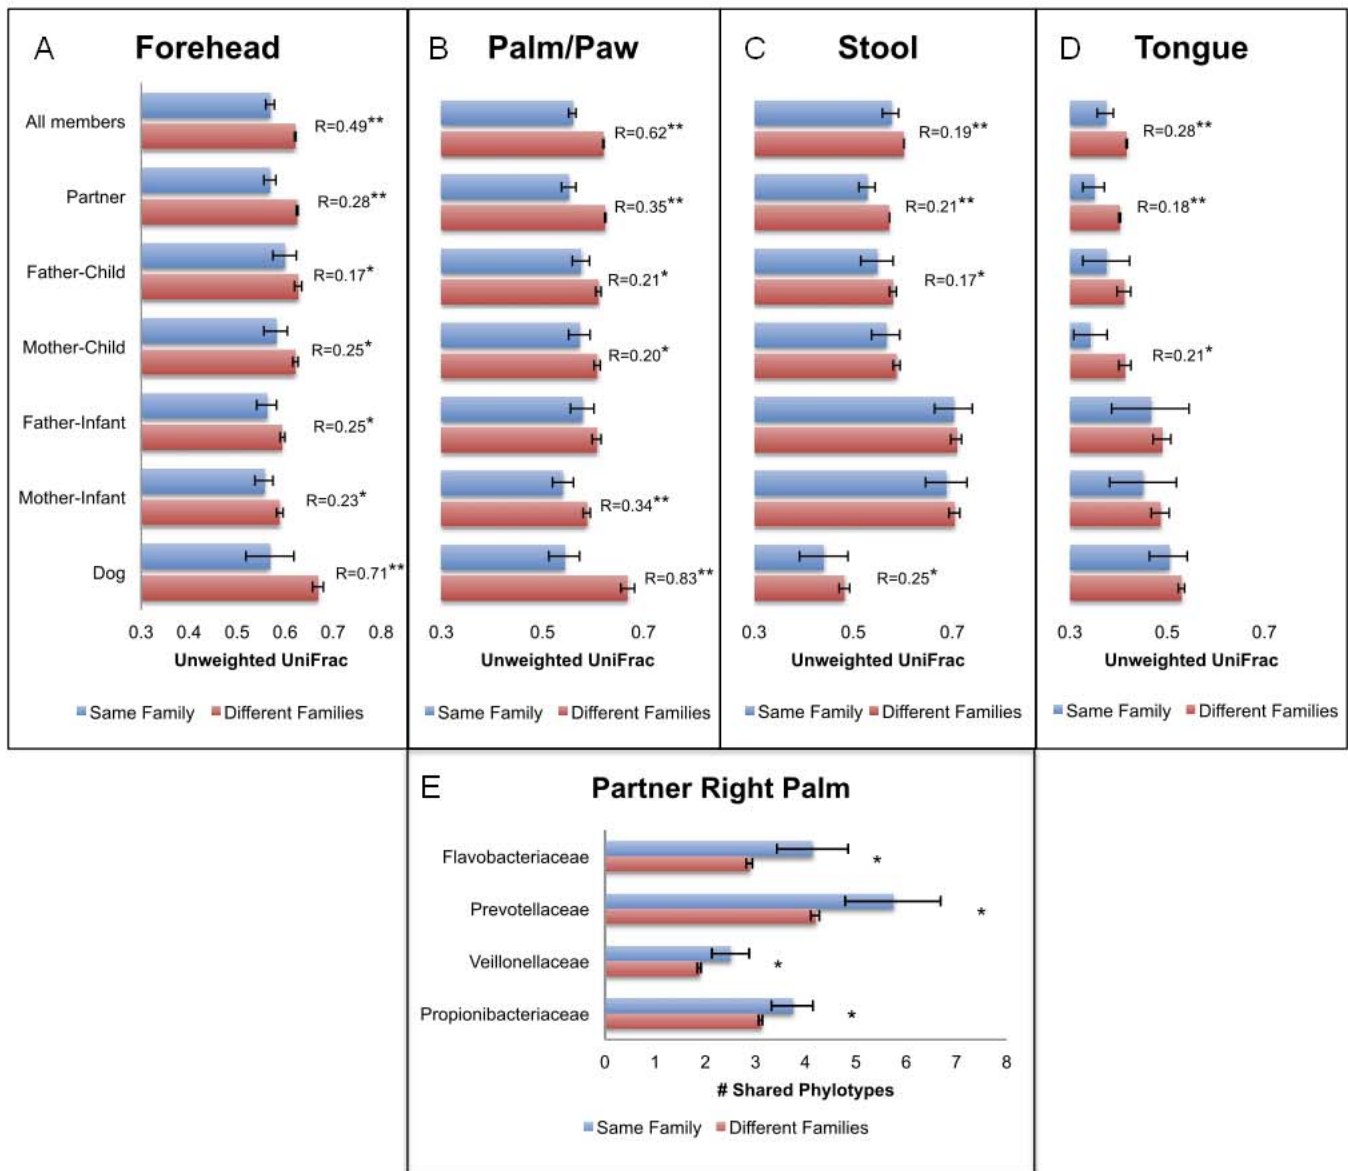 A Forehead
All members
R=0.49**
Partner
R=0.28**
Father-Child
R=0.17*
Mother-Child
R=0.25*
Father-Infant
R=0.25*
Mother-Infant
R=0.23*
Dog
R=0.71**
0.3 0.4 0.5 0.6 0.7 0.8
Unweighted UniFrac
Same Family Different Families
B Palm/Paw
R=0.62**
R=0.35**
R=0.21*
R=0.20*
R=0.34**
R=0.83**
0.3 0.5 0.7
Unweighted UniFrac
Same Family Different Families
C Stool
R=0.19**
R=0.21**
R=0.17*
R=0.25*
0.3 0.5 0.7
Unweighted UniFrac
Same Family Different Families
D Tongue
R=0.28**
R=0.18**
R=0.21*
0.3 0.5 0.7
Unweighted UniFrac
Same Family Different Families
E Partner Right Palm
Flavobacteriaceae *
Prevotellaceae *
Veillonellaceae *
Propionibacteriaceae *
0 1 2 3 4 5 6 7 8
# Shared Phylotypes
Same Family Different Families